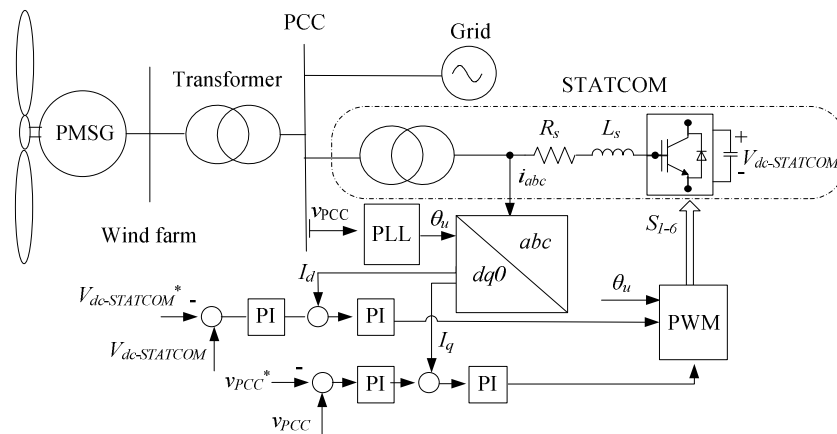 PCC
Grid
Transformer
STATCOM
PMSG
R_s
L_s
+
-
V_dc-STATCOM
i_abc
Wind farm
v_PCC
PLL
θ_u
abc
dq0
S_1-6
I_d
θ_u
V_dc-STATCOM*
-
PI
PI
PWM
V_dc-STATCOM
I_q
v_PCC*
-
PI
PI
v_PCC